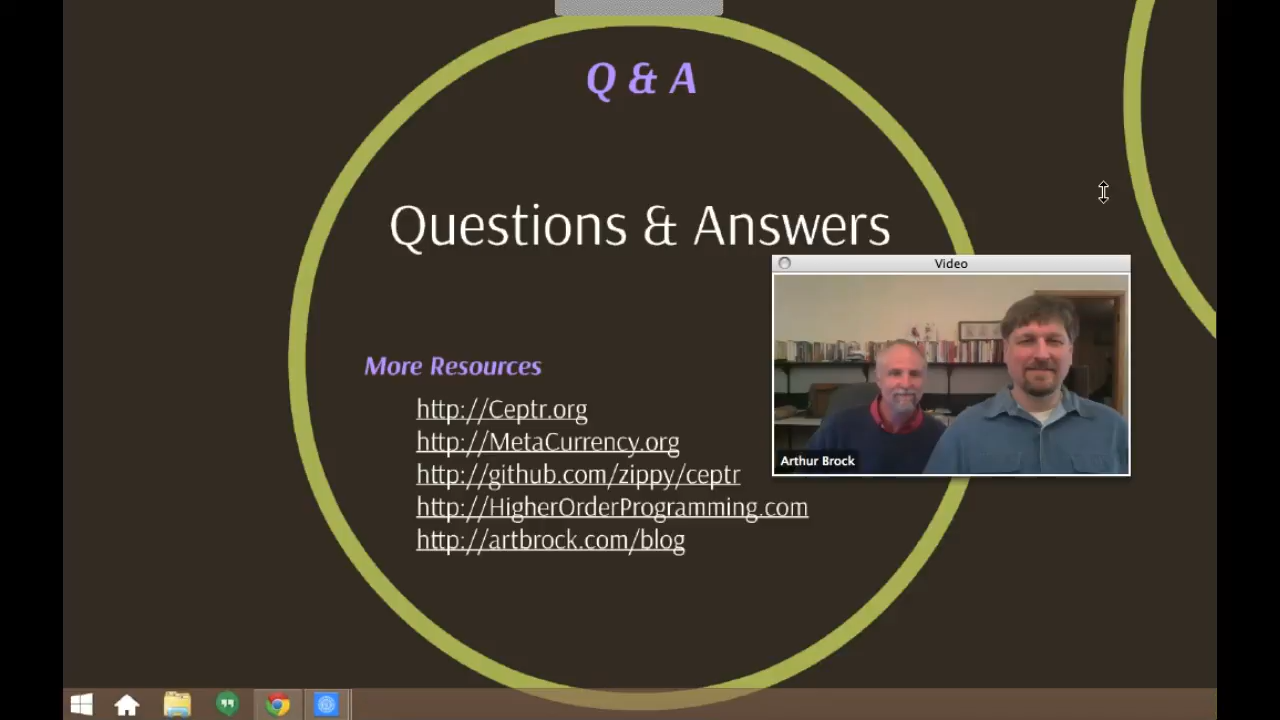 Q & A
Questions & Answers
Video
More Resources
http://Ceptr.org
http://MetaCurrency.org
Arthur Brock
http://github.com/zippy/ceptr
http://HigherOrderProgramming.com
http://artbrock.com/blog